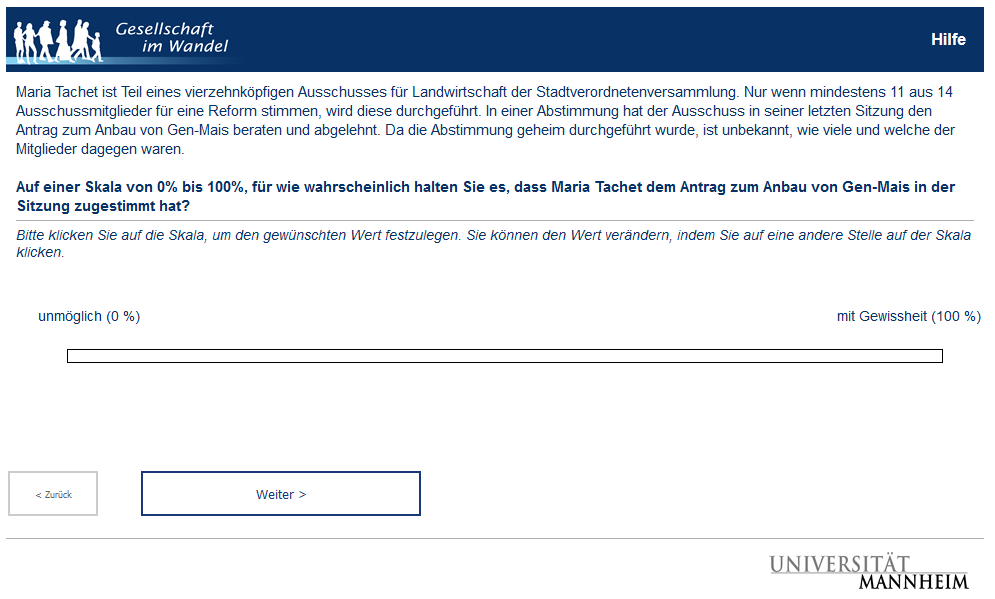 Gesellschaft
im Wandel
Hilfe
Maria Tachet ist Teil eines vierzehnköpfigen Ausschusses für Landwirtschaft der Stadtverordnetenversammlung. Nur wenn mindestens 11 aus 14
Ausschussmitglieder für eine Reform stimmen, wird diese durchgeführt. In einer Abstimmung hat der Ausschuss in seiner letzten Sitzung den
Antrag zum Anbau von Gen-Mais beraten und abgelehnt. Da die Abstimmung geheim durchgeführt wurde, ist unbekannt, wie viele und welche der
Mitglieder dagegen waren.
Auf einer Skala von 0% bis 100%, für wie wahrscheinlich halten Sie es, dass Maria Tachet dem Antrag zum Anbau von Gen-Mais in der
Sitzung zugestimmt hat?
Bitte klicken Sie auf die Skala, um den gewünschten Wert festzulegen. Sie können den Wert verändern, indem Sie auf eine andere Stelle auf der Skala
klicken.
unmöglich (0 %)
mit Gewissheit (100 %)
< Zurück
Weiter >
UNIVERSITÄT
MANNHEIM